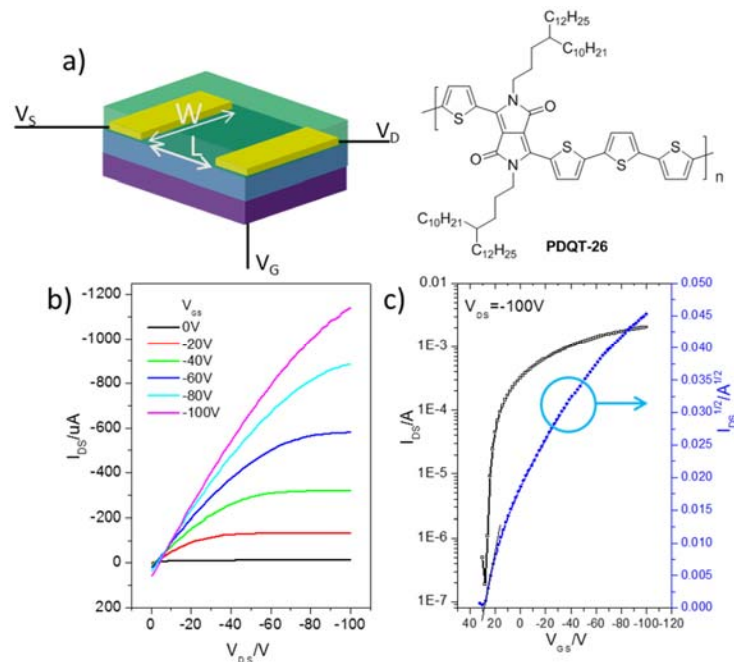 a)
V_S
W
L
V_D
V_G
C12H25
C10H21
N
O
S
S
S
S
O
N
n
C10H21
C12H25
PDQT-26
b)
V_GS
0V
-20V
-40V
-60V
-80V
-100V
-1200
-1000
-800
-600
-400
-200
0
200
I_DS/uA
0 -20 -40 -60 -80 -100
V_DS/V
c)
V_DS=-100V
0.01
1E-3
1E-4
1E-5
1E-6
1E-7
I_DS/A
40 20 0 -20 -40 -60 -80 -100
V_GS/V
0.050
0.045
0.040
0.035
0.030
0.025
0.020
0.015
0.010
0.005
0.000
I_DS^1/2/A^1/2